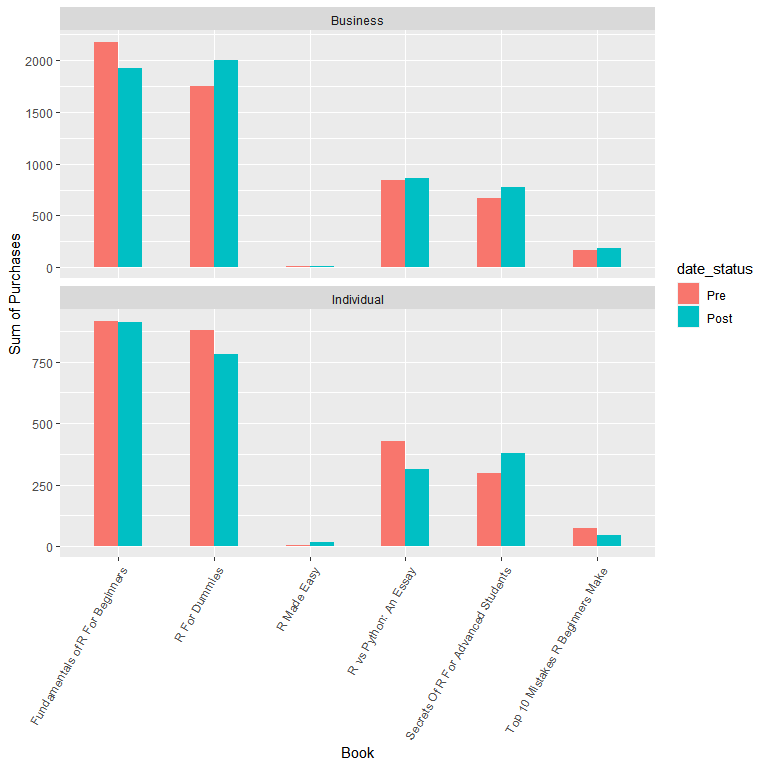 Business
2000
1500
1000
500
0
Individual
750
500
250
0
Sum of Purchases
Fundamentals of R For Beginners
R For Dummies
R Made Easy
R vs Python: An Essay
Secrets Of R For Advanced Students
Top 10 Mistakes R Beginners Make
Book
date_status
Pre
Post